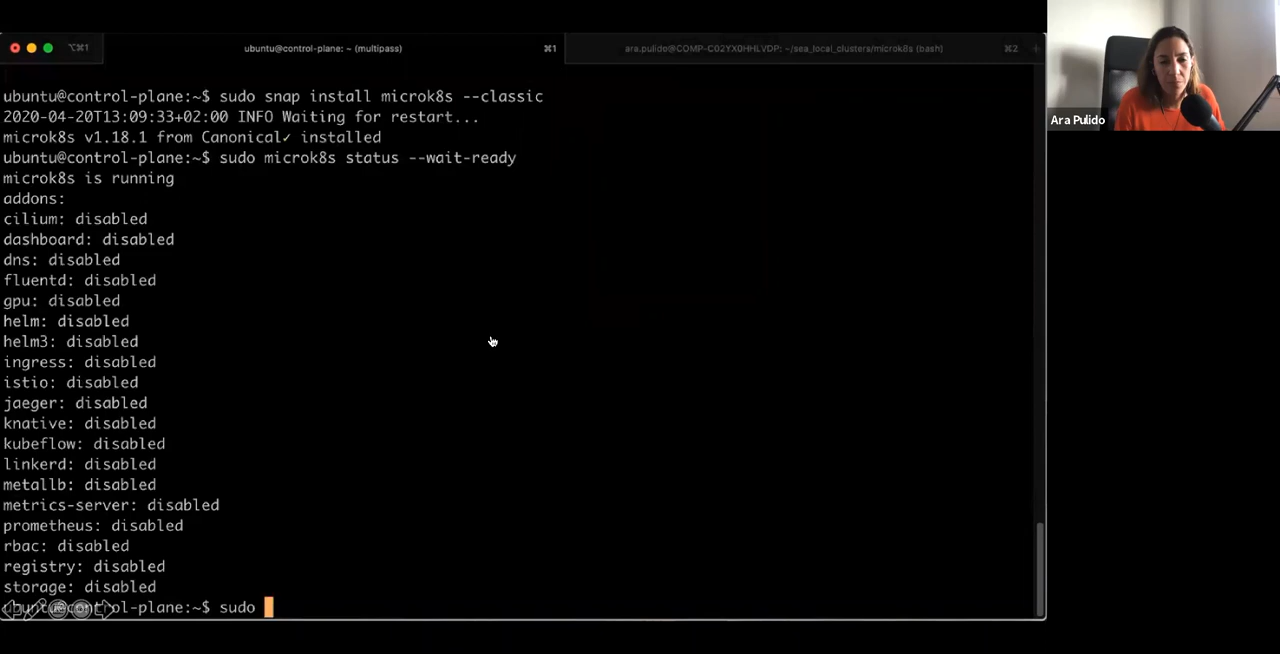 ⌥⌘1
ubuntu@control-plane: ~ (multipass)
⌘1
ara.pulido@COMP-C02YX0HHLVDP: ~/sea_local_clusters/microk8s (bash)
⌘2
+
ubuntu@control-plane:~$ sudo snap install microk8s --classic
2020-04-20T13:09:33+02:00 INFO Waiting for restart...
microk8s v1.18.1 from Canonical✓ installed
ubuntu@control-plane:~$ sudo microk8s status --wait-ready
microk8s is running
addons:
cilium: disabled
dashboard: disabled
dns: disabled
fluentd: disabled
gpu: disabled
helm: disabled
helm3: disabled
ingress: disabled
istio: disabled
jaeger: disabled
knative: disabled
kubeflow: disabled
linkerd: disabled
metallb: disabled
metrics-server: disabled
prometheus: disabled
rbac: disabled
registry: disabled
storage: disabled
ubuntu@control-plane:~$ sudo
Ara Pulido